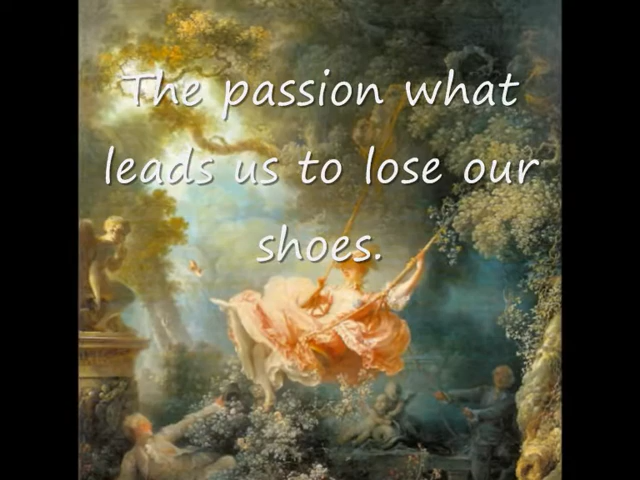 The passion what
leads us to lose our
shoes.